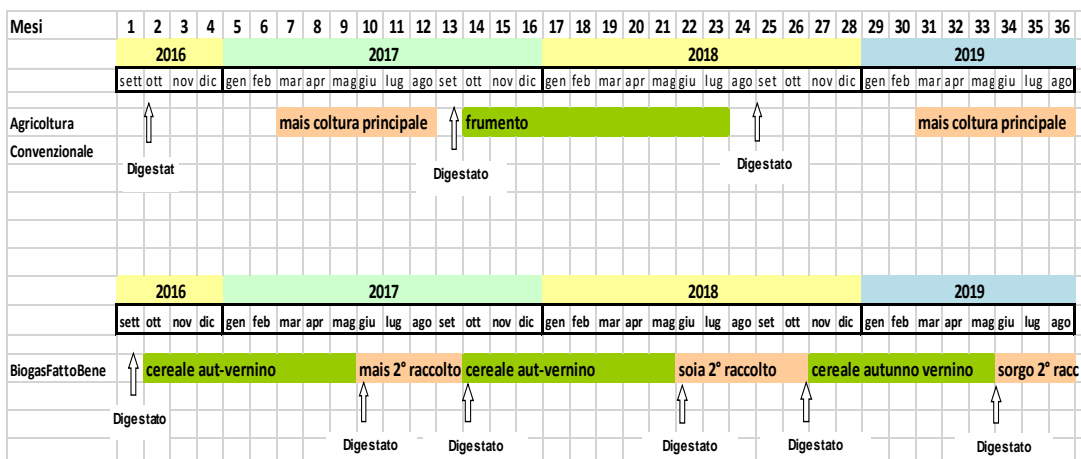 Mesi 1 2 3 4 5 6 7 8 9 10 11 12 13 14 15 16 17 18 19 20 21 22 23 24 25 26 27 28 29 30 31 32 33 34 35 36
2016 2017 2018 2019
sett ott nov dic gen feb mar apr mag giu lug ago set ott nov dic gen feb mar apr mag giu lug ago set ott nov dic gen feb mar apr mag giu lug ago
Agricoltura mais coltura principale frumento mais coltura principale
Convenzionale
Digestat Digestato Digestato
2016 2017 2018 2019
sett ott nov dic gen feb mar apr mag giu lug ago set ott nov dic gen feb mar apr mag giu lug ago set ott nov dic gen feb mar apr mag giu lug ago
BiogasFattoBene cereale aut-vernino mais 2° raccolto cereale aut-vernino soia 2° raccolto cereale autunno vernino sorgo 2° racc
Digestato Digestato Digestato Digestato Digestato Digestato